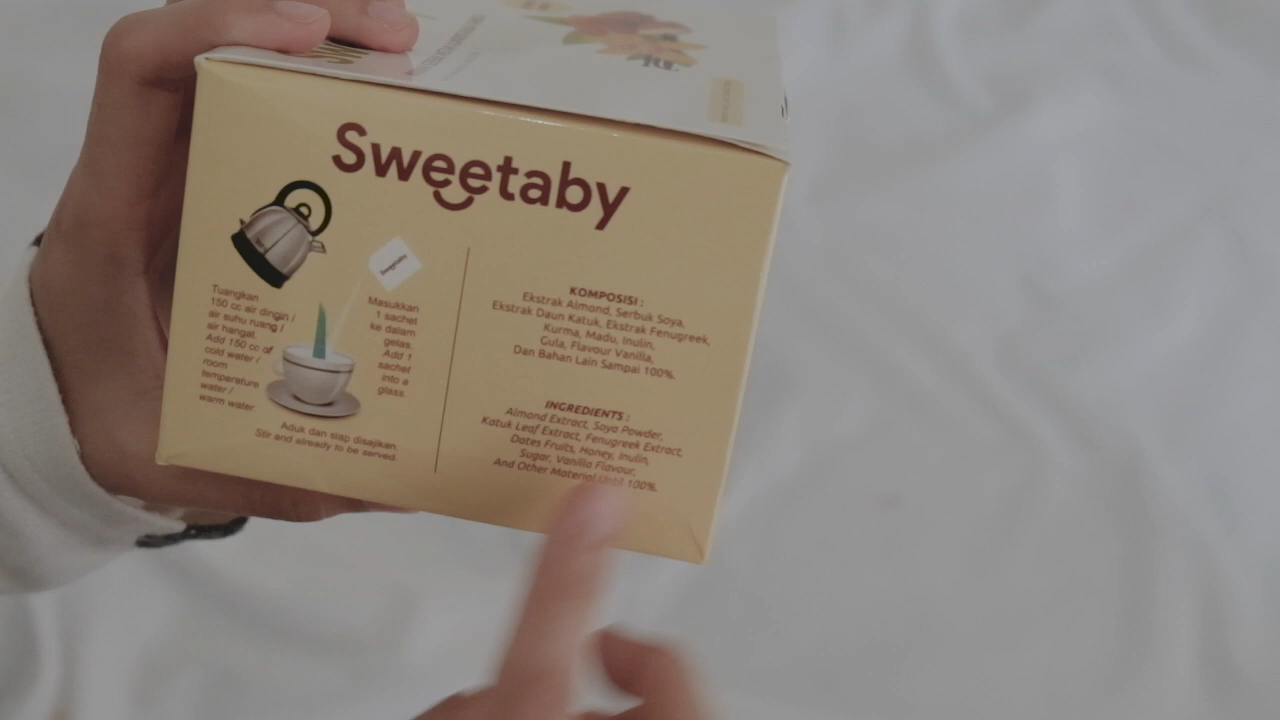 Sweetaby
Tuangkan
150 cc air dingin /
air suhu ruang /
air hangat.
Add 150 cc of
cold water /
room
temperature
water /
warm water
Sweetaby
Masukkan
1 sachet
ke dalam
gelas.
Add 1
sachet
into a
glass.
Aduk dan siap disajikan.
Stir and already to be served.
KOMPOSISI :
Ekstrak Almond, Serbuk Soya,
Ekstrak Daun Katuk, Ekstrak Fenugreek,
Kurma, Madu, Inulin,
Gula, Flavour Vanilla,
Dan Bahan Lain Sampai 100%.
INGREDIENTS :
Almond Extract, Soya Powder,
Katuk Leaf Extract, Fenugreek Extract,
Dates Fruits, Honey, Inulin,
Sugar, Vanilla Flavour,
And Other Material Until 100%.